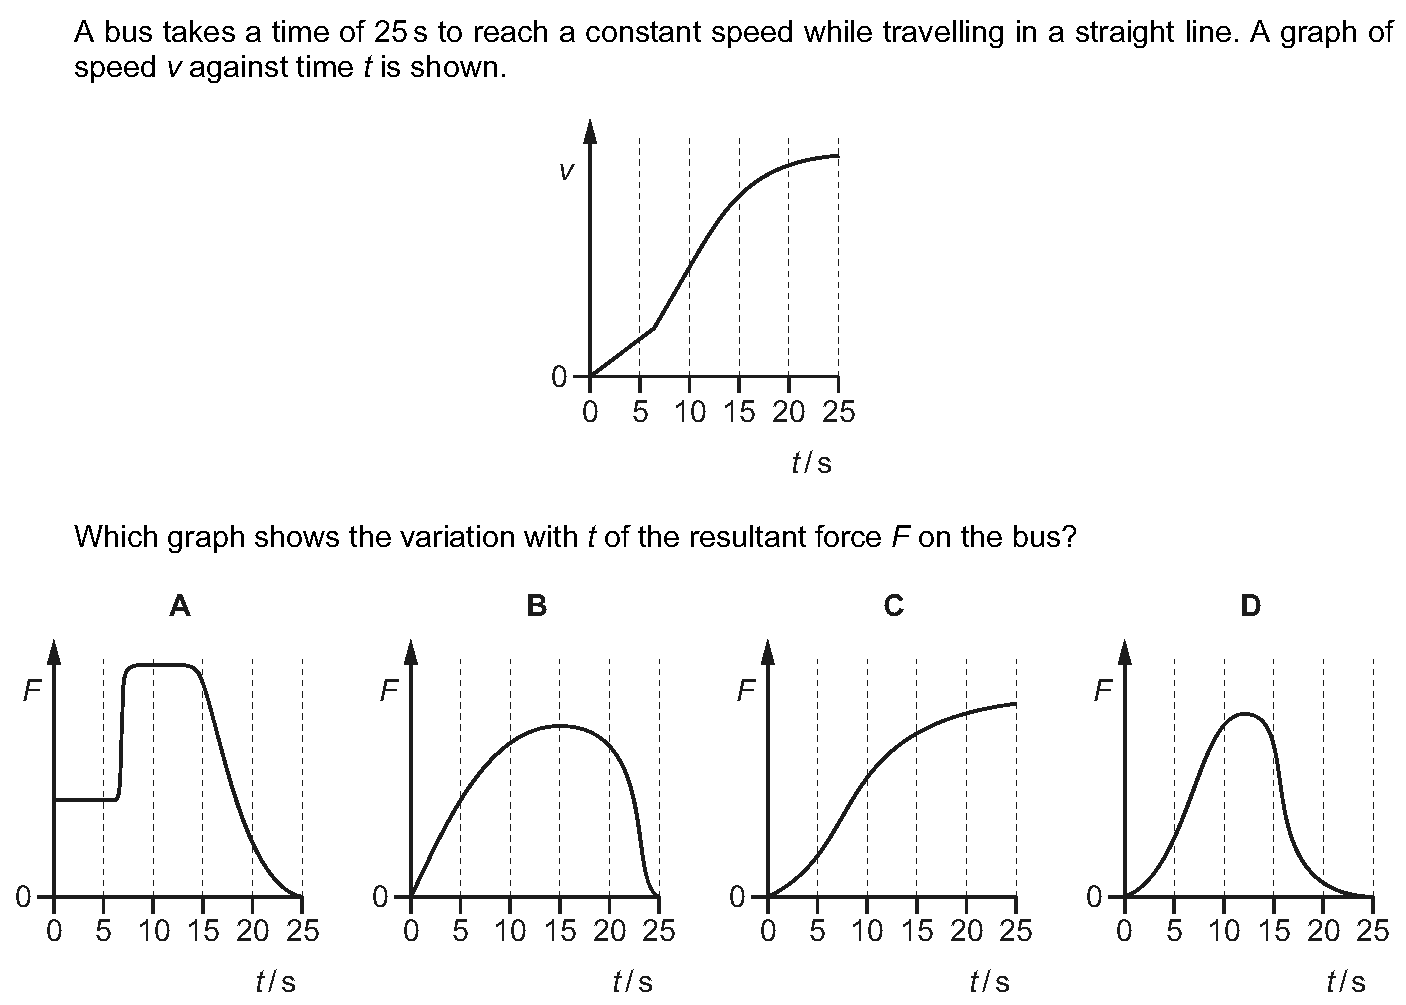 A bus takes a time of 25 s to reach a constant speed while travelling in a straight line. A graph of
speed v against time t is shown.
v
0
0 5 10 15 20 25
t / s
Which graph shows the variation with t of the resultant force F on the bus?
A B C D
F F F F
0 0 0 0
0 5 10 15 20 25 0 5 10 15 20 25 0 5 10 15 20 25 0 5 10 15 20 25
t / s t / s t / s t / s